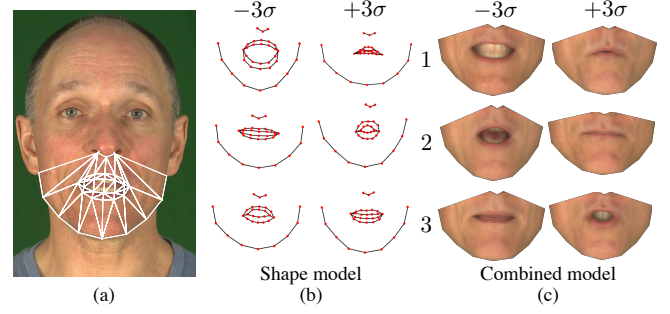 −3σ +3σ −3σ +3σ
1
2
3
Shape model Combined model
(a) (b) (c)